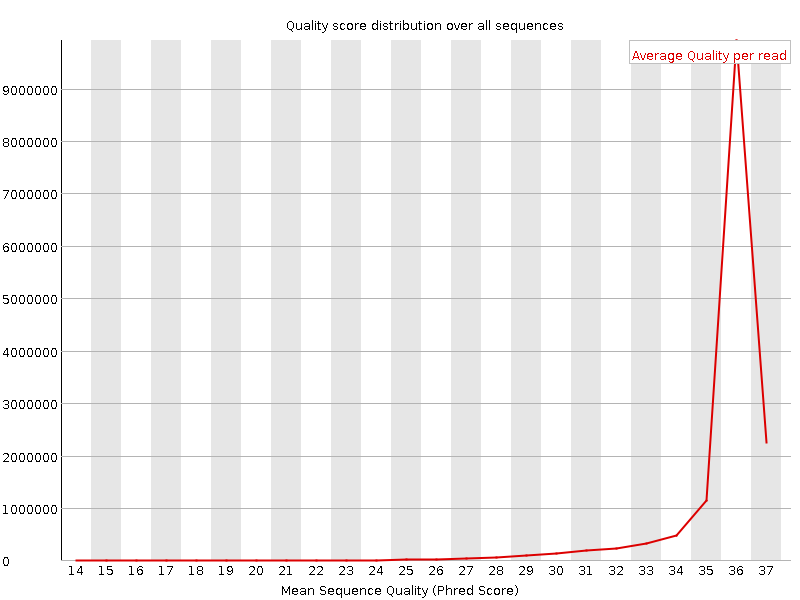 Quality score distribution over all sequences
Average Quality per read
9000000
8000000
7000000
6000000
5000000
4000000
3000000
2000000
1000000
0
14 15 16 17 18 19 20 21 22 23 24 25 26 27 28 29 30 31 32 33 34 35 36 37
Mean Sequence Quality (Phred Score)